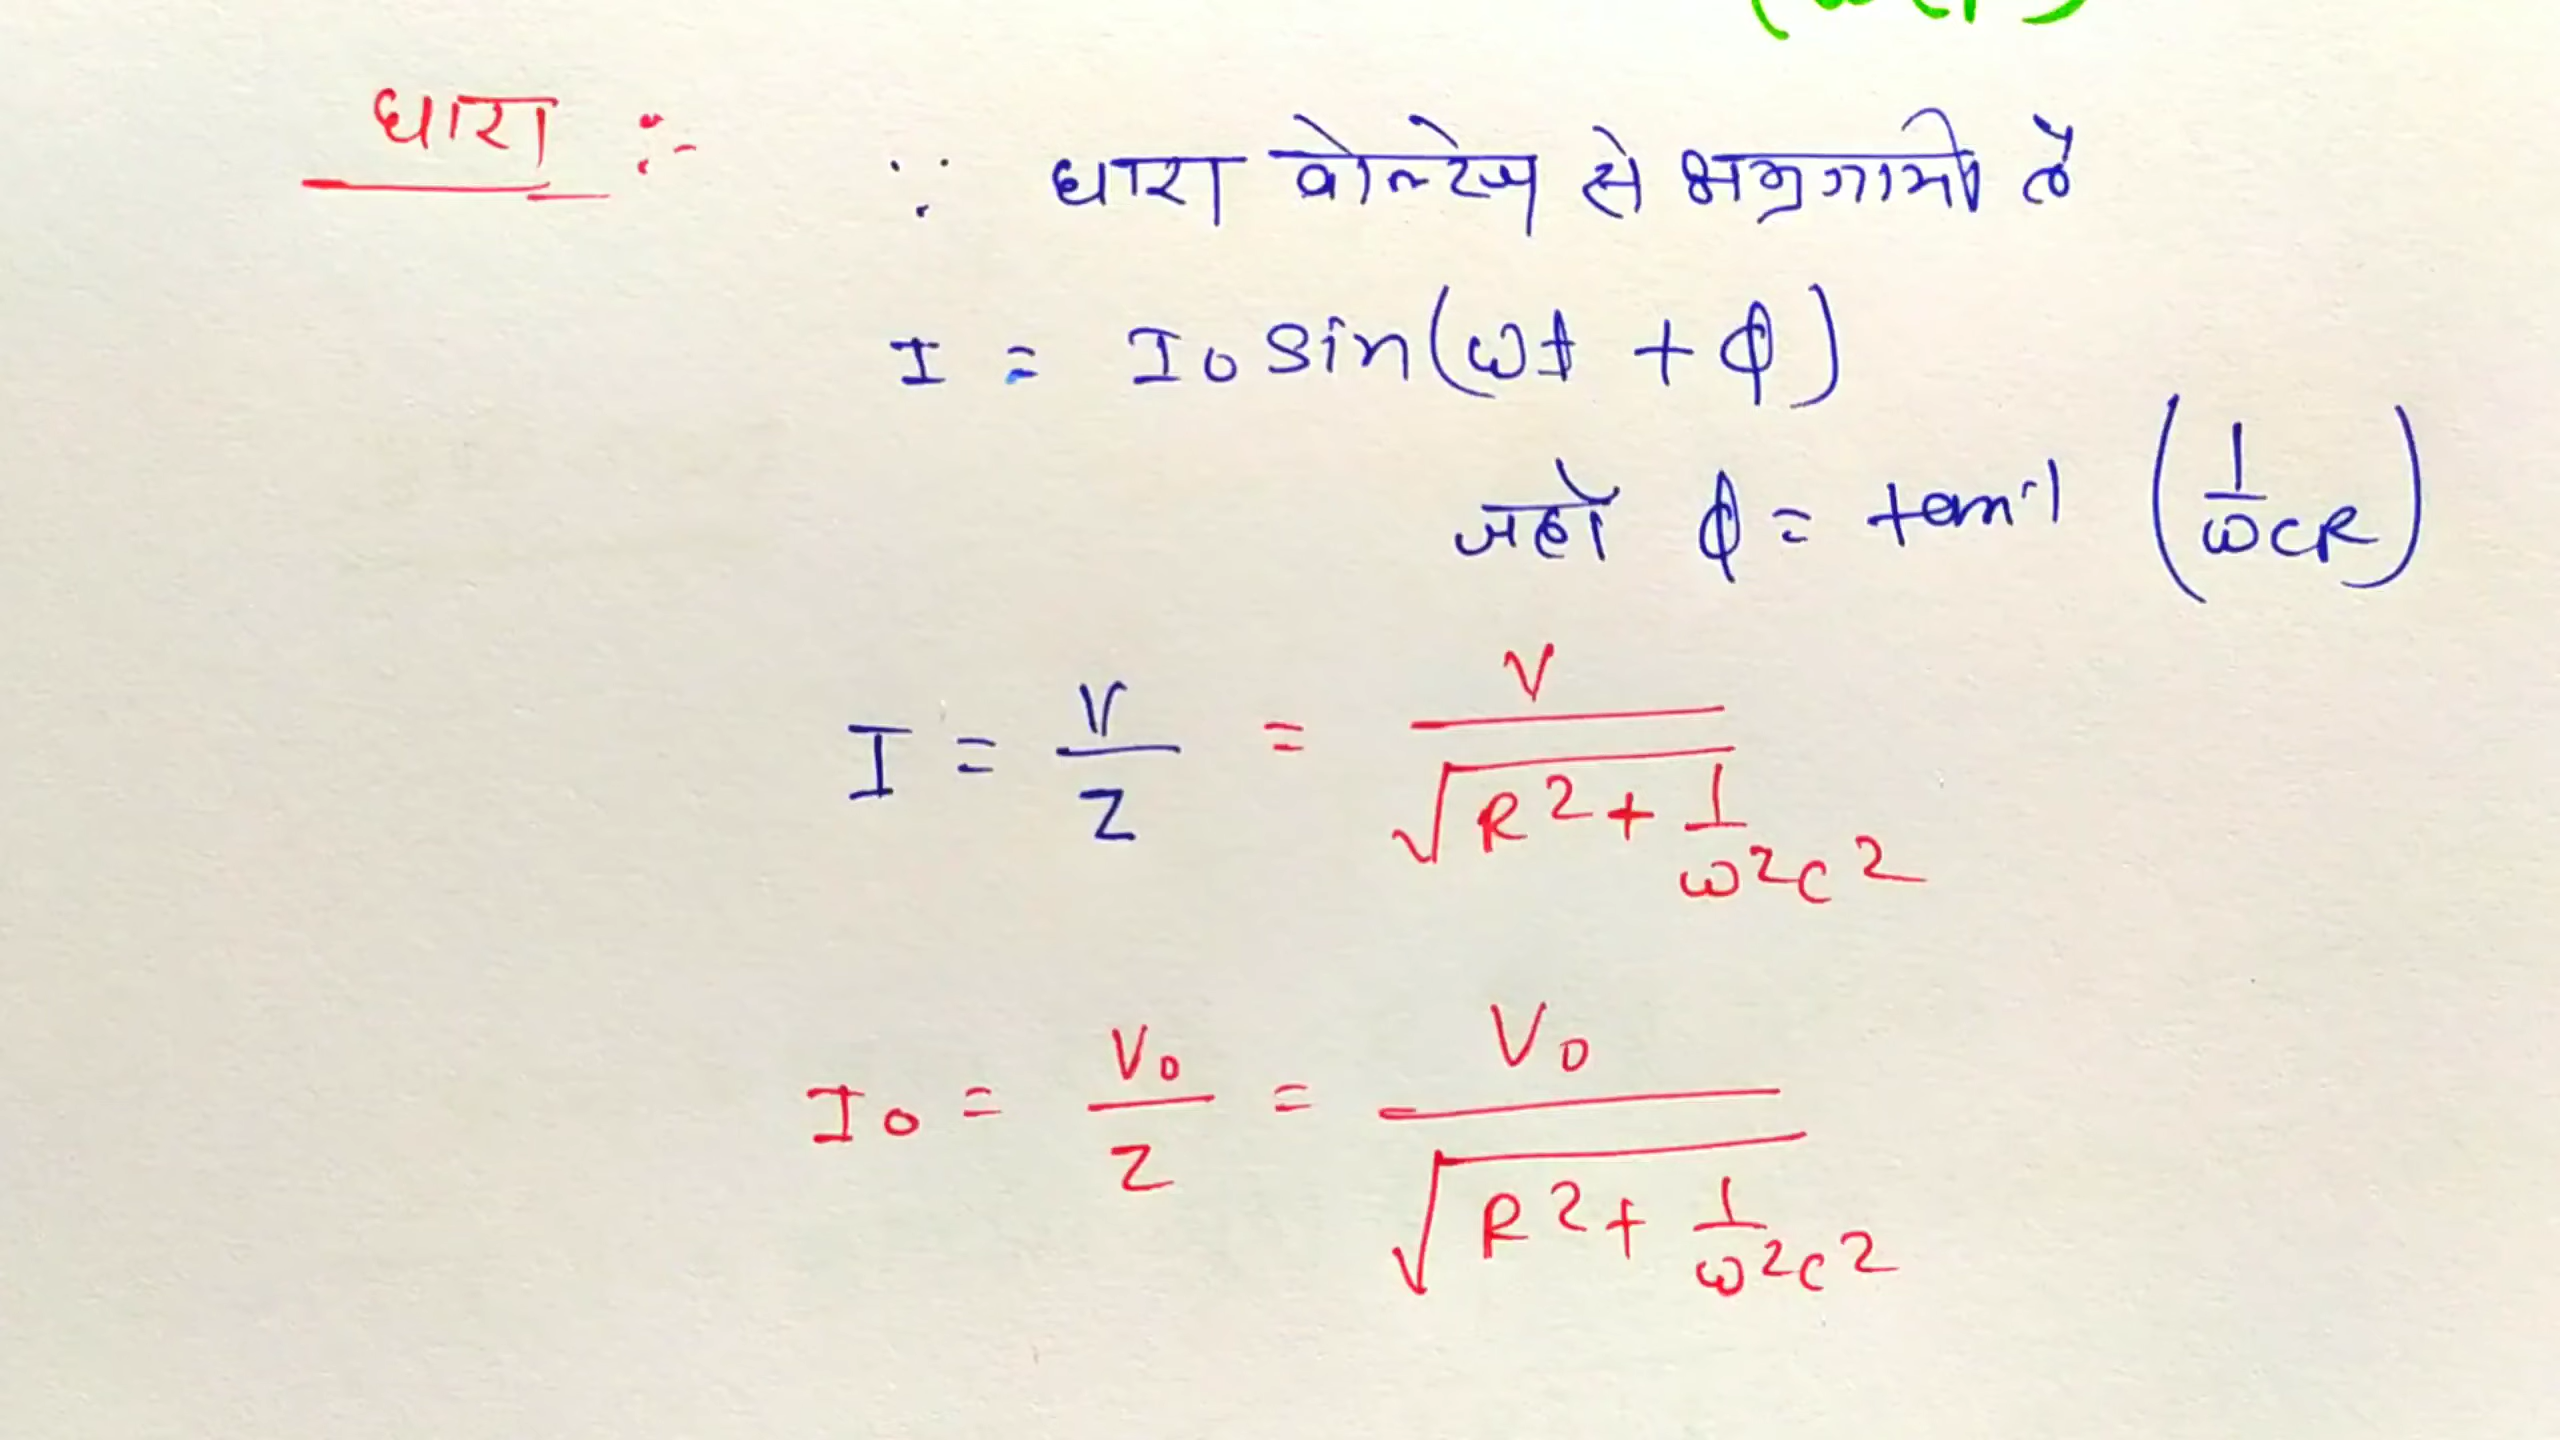 धारा :-
∵ धारा वोल्टेज से अग्रगामी है
I = I₀ sin(ωt + ϕ)
जहाँ ϕ = tan⁻¹ (1/ωCR)
I = V/Z = V/√(R² + 1/ω²C²)
I₀ = V₀/Z = V₀/√(R² + 1/ω²C²)